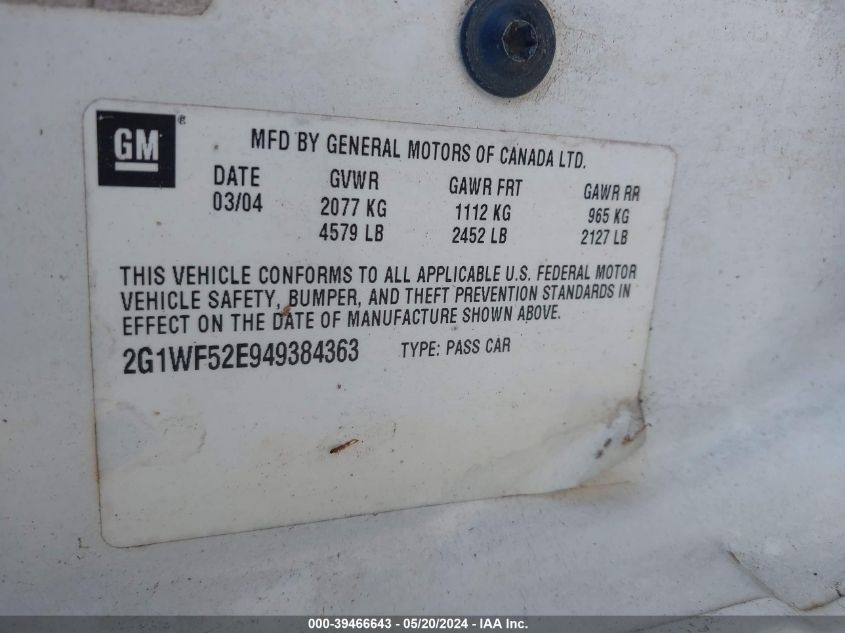 GM®
MFD BY GENERAL MOTORS OF CANADA LTD.
DATE GVWR GAWR FRT GAWR RR
03/04 2077 KG 1112 KG 965 KG
4579 LB 2452 LB 2127 LB
THIS VEHICLE CONFORMS TO ALL APPLICABLE U.S. FEDERAL MOTOR
VEHICLE SAFETY, BUMPER, AND THEFT PREVENTION STANDARDS IN
EFFECT ON THE DATE OF MANUFACTURE SHOWN ABOVE.
2G1WF52E949384363 TYPE: PASS CAR
000-39466643 / 05/20/2024 - IAA Inc.